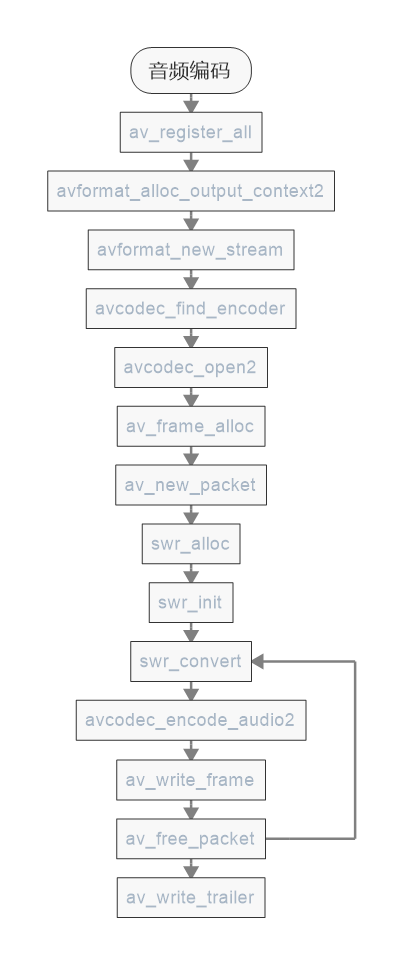 音频编码
av_register_all
avformat_alloc_output_context2
avformat_new_stream
avcodec_find_encoder
avcodec_open2
av_frame_alloc
av_new_packet
swr_alloc
swr_init
swr_convert
avcodec_encode_audio2
av_write_frame
av_free_packet
av_write_trailer